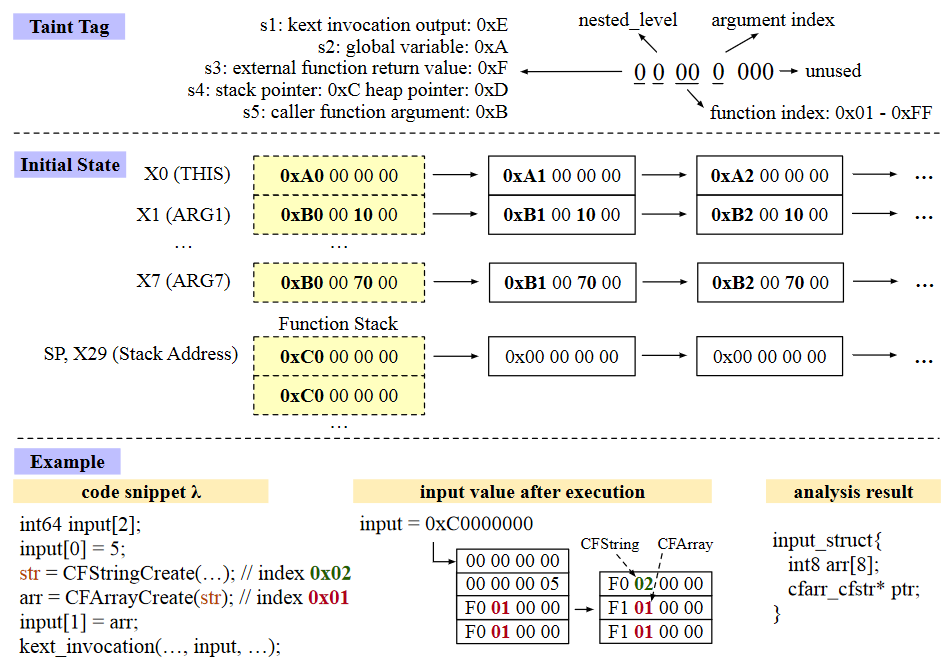 Taint Tag
s1: kext invocation output: 0xE
s2: global variable: 0xA
s3: external function return value: 0xF
s4: stack pointer: 0xC heap pointer: 0xD
s5: caller function argument: 0xB
nested_level
argument index
0 0 00 0 000
unused
function index: 0x01 - 0xFF
Initial State
X0 (THIS) 0xA0 00 00 00 0xA1 00 00 00 0xA2 00 00 00 ...
X1 (ARG1) 0xB0 00 10 00 0xB1 00 10 00 0xB2 00 10 00 ...
... ...
X7 (ARG7) 0xB0 00 70 00 0xB1 00 70 00 0xB2 00 70 00 ...
Function Stack
SP, X29 (Stack Address) 0xC0 00 00 00 0x00 00 00 00 0x00 00 00 00 ...
0xC0 00 00 00
...
Example
code snippet λ
int64 input[2];
input[0] = 5;
str = CFStringCreate(…); // index 0x02
arr = CFArrayCreate(str); // index 0x01
input[1] = arr;
kext_invocation(…, input, …);
input value after execution
input = 0xC0000000
00 00 00 00
00 00 00 05
F0 01 00 00
F0 01 00 00
CFString CFArray
F0 02 00 00
F1 01 00 00
F1 01 00 00
analysis result
input_struct{
int8 arr[8];
cfarr_cfstr* ptr;
}